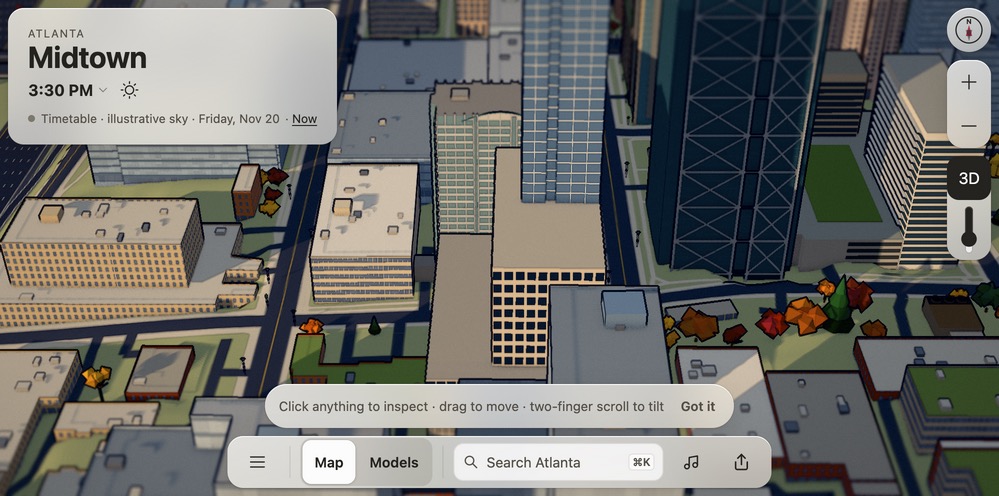 ATLANTA
Midtown
3:30 PM
Timetable · illustrative sky · Friday, Nov 20 · Now
N
3D
Click anything to inspect · drag to move · two-finger scroll to tilt Got it
Map Models Search Atlanta ⌘K